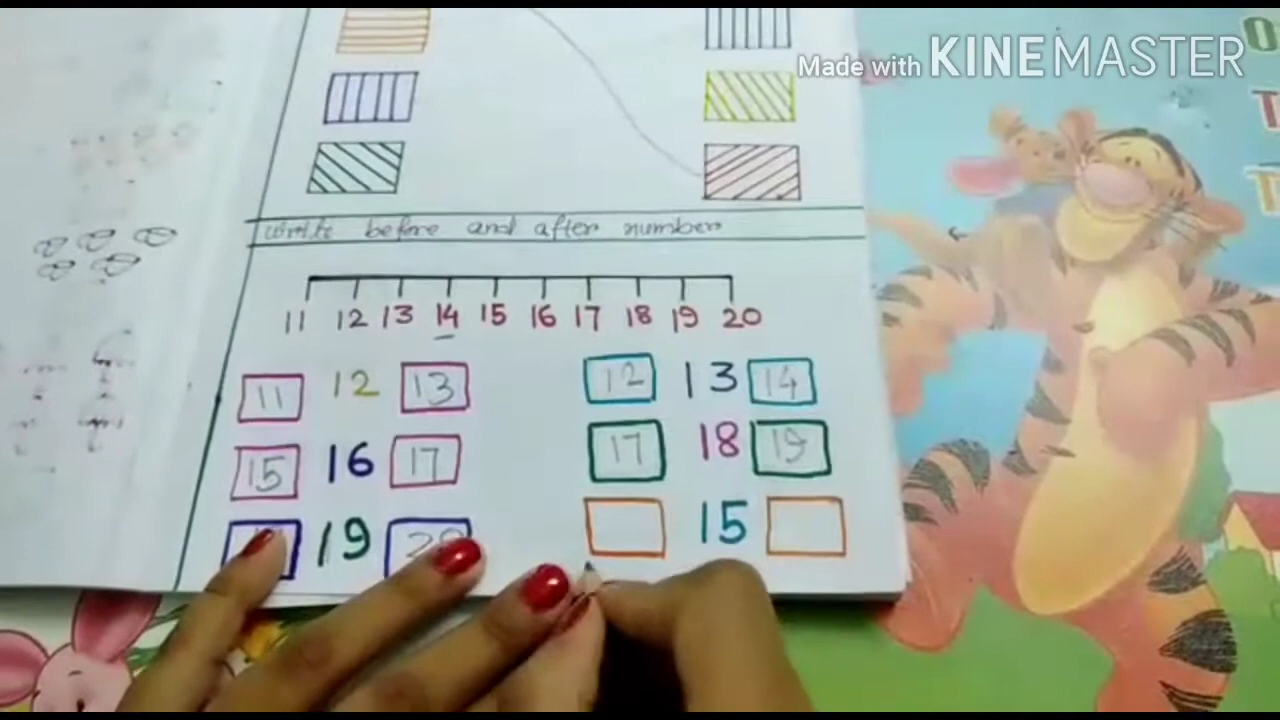 Made with KINEMASTER
O
T
T
Write before and after number
11 12 13 14 15 16 17 18 19 20
11 12 13 12 13 14
15 16 17 17 18 19
19 20 15